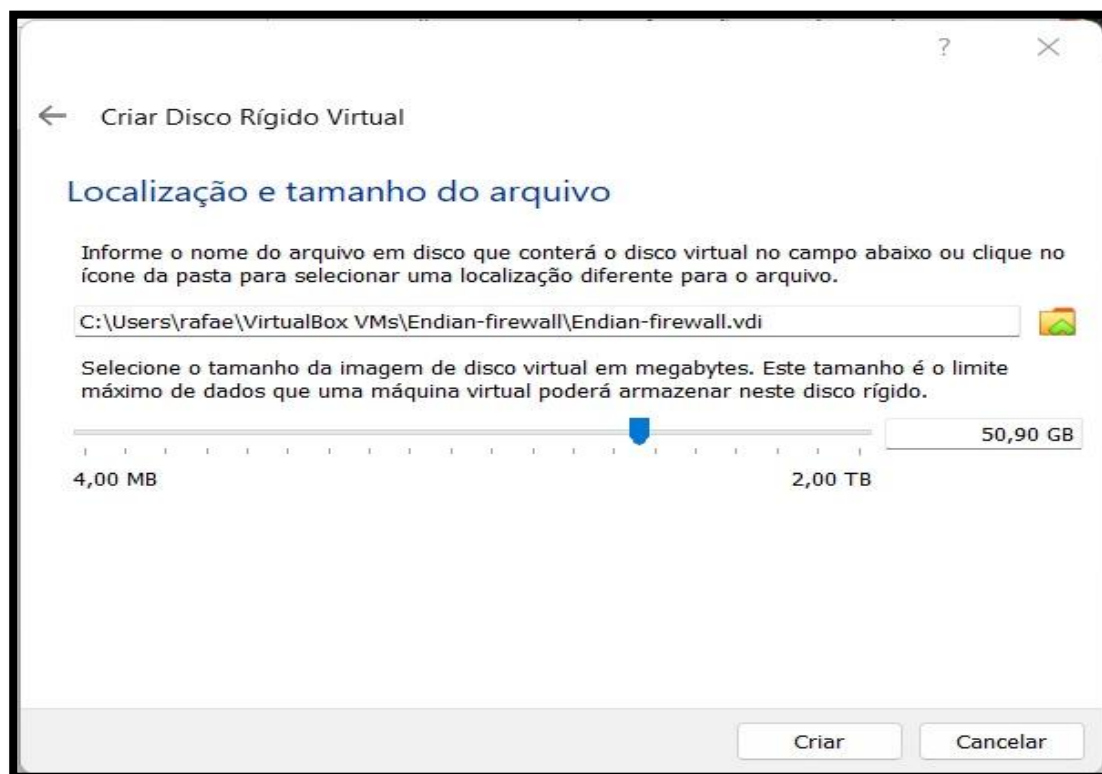 ?
Criar Disco Rígido Virtual
Localização e tamanho do arquivo
Informe o nome do arquivo em disco que conterá o disco virtual no campo abaixo ou clique no
ícone da pasta para selecionar uma localização diferente para o arquivo.
C:\Users\rafae\VirtualBox VMs\Endian-firewall\Endian-firewall.vdi
Selecione o tamanho da imagem de disco virtual em megabytes. Este tamanho é o limite
máximo de dados que uma máquina virtual poderá armazenar neste disco rígido.
50,90 GB
4,00 MB 2,00 TB
Criar Cancelar